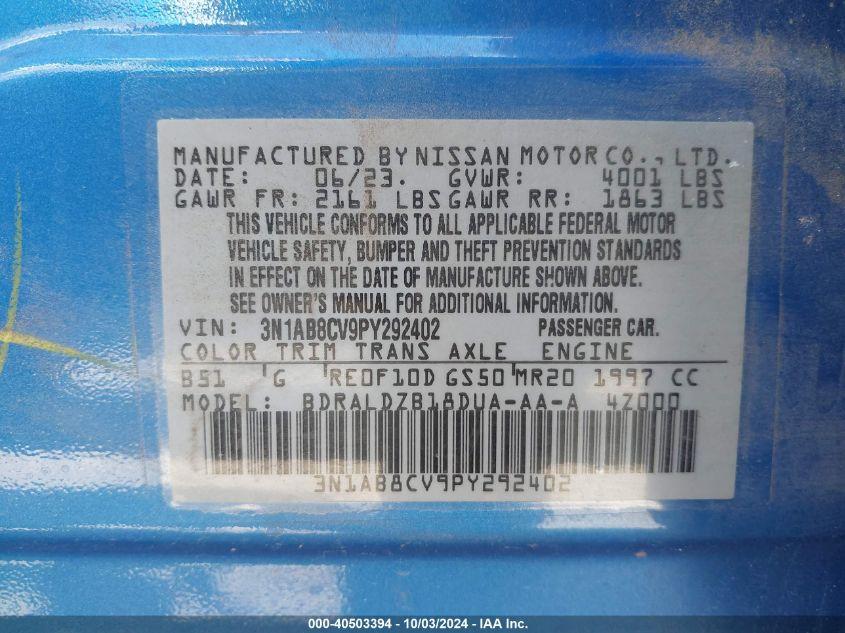 MANUFACTURED BY NISSAN MOTOR CO., LTD.
DATE: 06/23. GVWR: 4001 LBS
GAWR FR: 2161 LBS GAWR RR: 1863 LBS
THIS VEHICLE CONFORMS TO ALL APPLICABLE FEDERAL MOTOR
VEHICLE SAFETY, BUMPER AND THEFT PREVENTION STANDARDS
IN EFFECT ON THE DATE OF MANUFACTURE SHOWN ABOVE.
SEE OWNER'S MANUAL FOR ADDITIONAL INFORMATION.
VIN: 3N1AB8CV9PY292402 PASSENGER CAR.
COLOR TRIM TRANS AXLE ENGINE
B51 G RE0F10D GS50 MR20 1997 CC
MODEL: BDRALDZB18DUA-AA-A 4Z000
3N1AB8CV9PY292402
000-40503394 - 10/03/2024 - IAAI.com